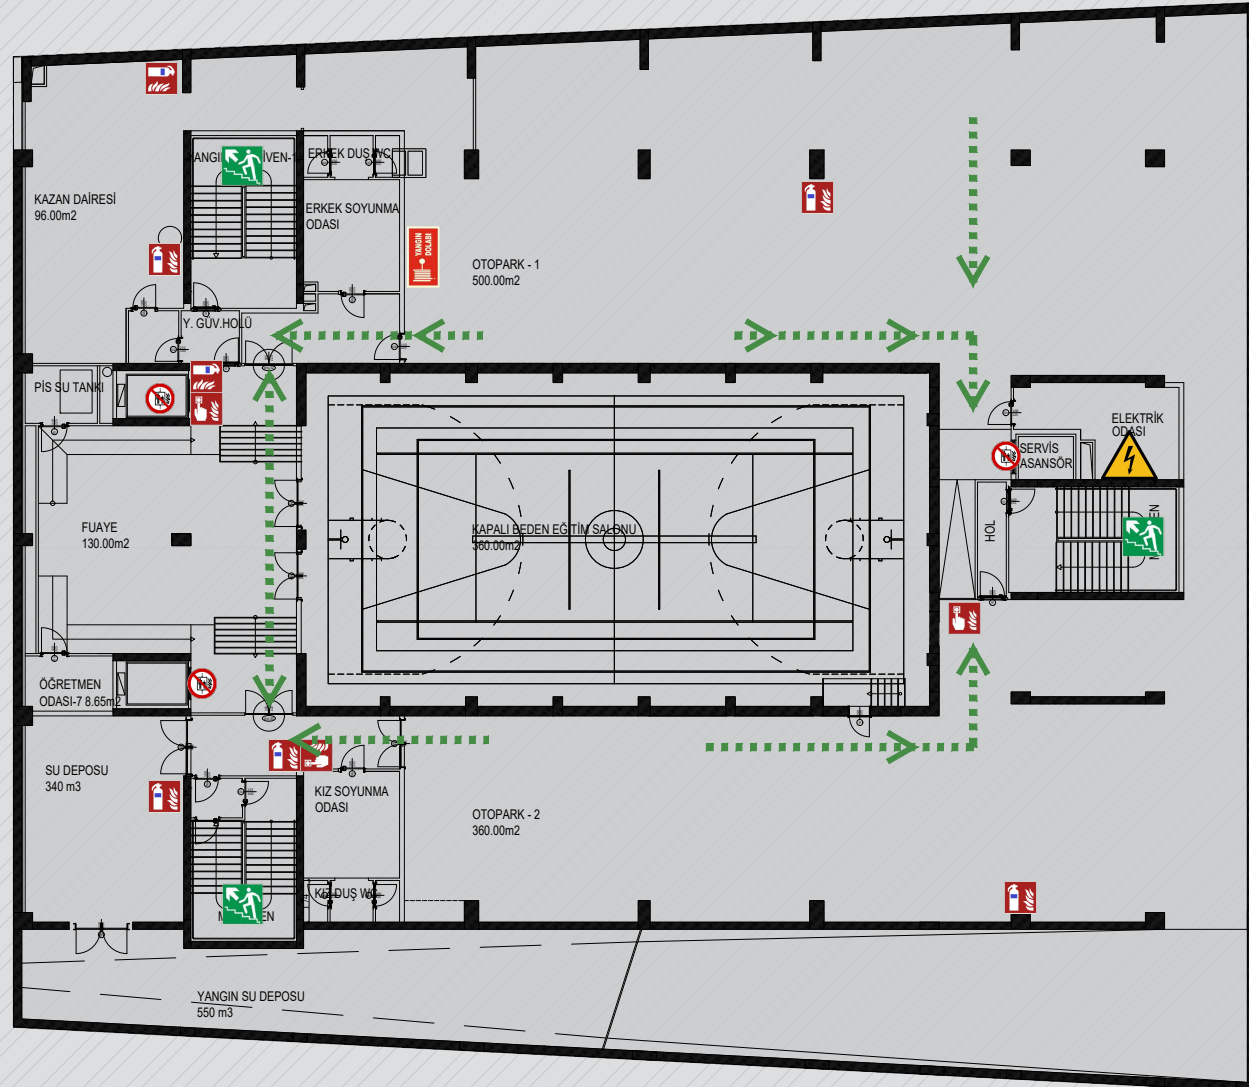 YANGIN
ERKEK DUŞ WC
KAZAN DAİRESİ
96.00m2
ERKEK SOYUNMA
ODASI
YANGIN
DOLABI
OTOPARK - 1
500.00m2
Y. GÜV.HOLÜ
PİS SU TANKI
ELEKTRİK
ODASI
SERVİS
ASANSÖR
FUAYE
130.00m2
KAPALI BEDEN EĞİTİM SALONU
360.00m2
HOL
ÖĞRETMEN
ODASI-7 8.65m2
SU DEPOSU
340 m3
KIZ SOYUNMA
ODASI
OTOPARK - 2
360.00m2
KIZ DUŞ WC
YANGIN SU DEPOSU
550 m3